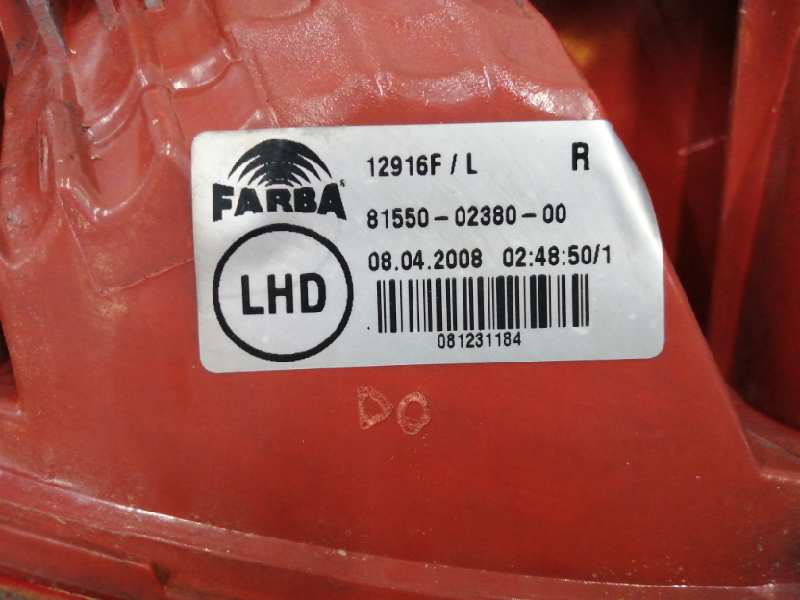 12916F / L R
FARBA
81550-02380-00
LHD
08.04.2008 02:48:50/1
081231184
DO